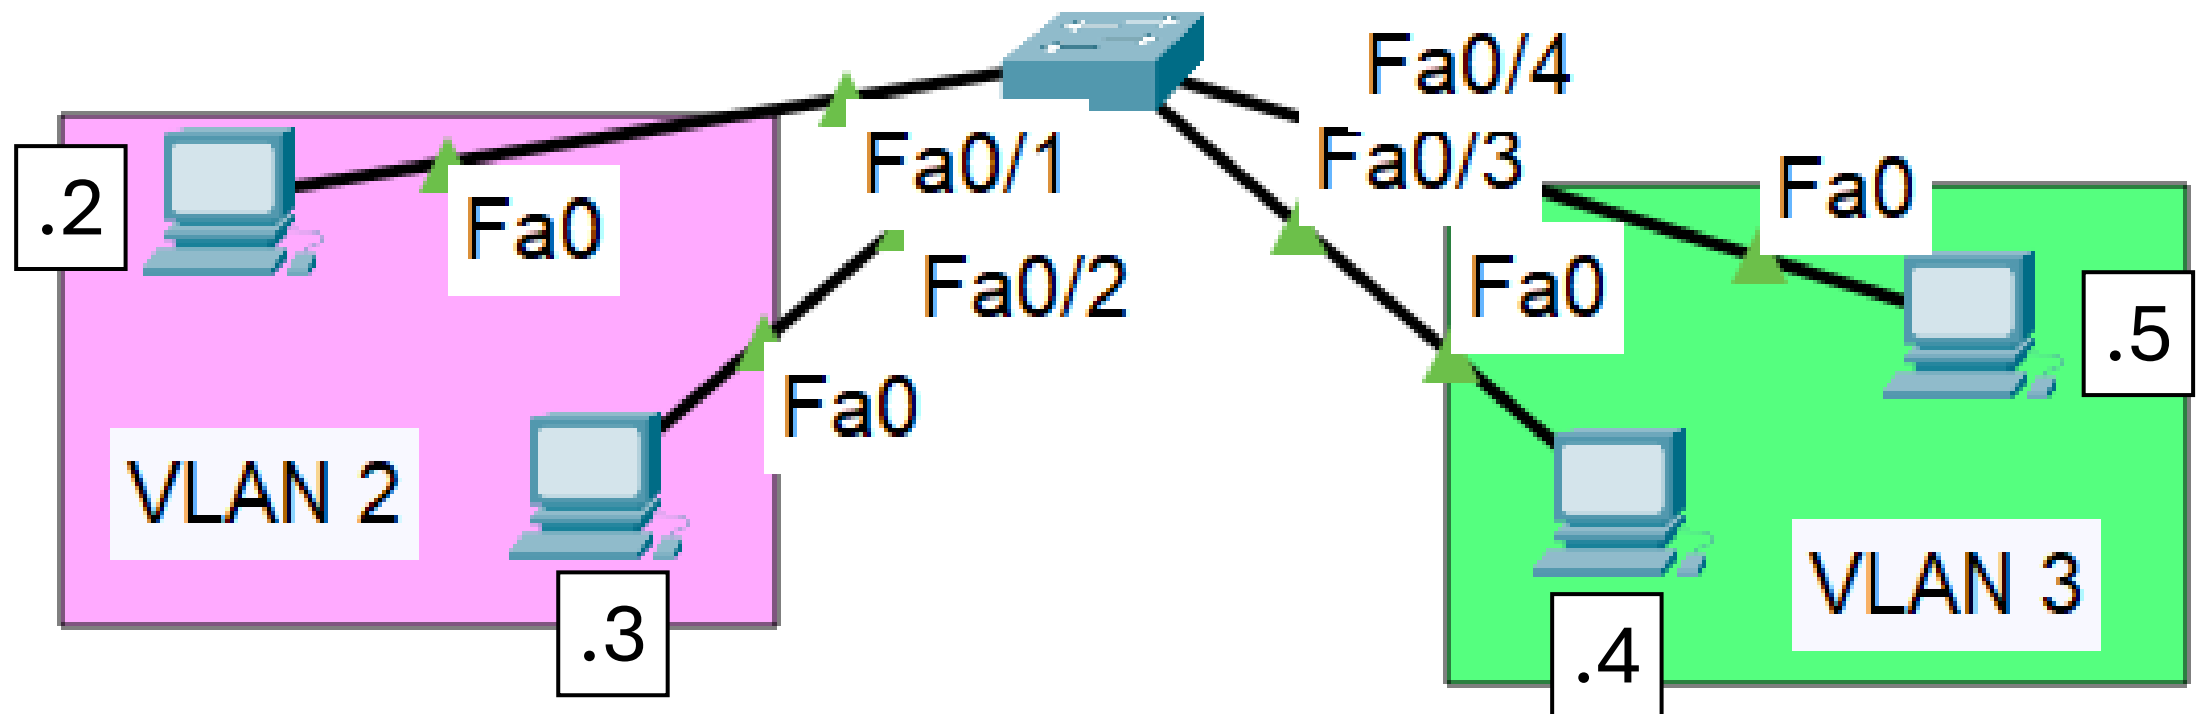 Fa0/4
Fa0/1
Fa0/3
Fa0
.2
Fa0
Fa0/2
Fa0
.5
Fa0
VLAN 2
VLAN 3
.3
.4